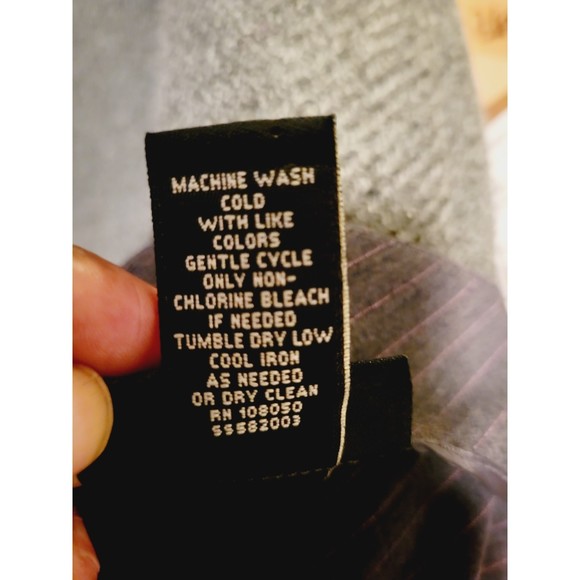 MACHINE WASH
COLD
WITH LIKE
COLORS
GENTLE CYCLE
ONLY NON-
CHLORINE BLEACH
IF NEEDED
TUMBLE DRY LOW
COOL IRON
AS NEEDED
OR DRY CLEAN
RN 108050
SS582003